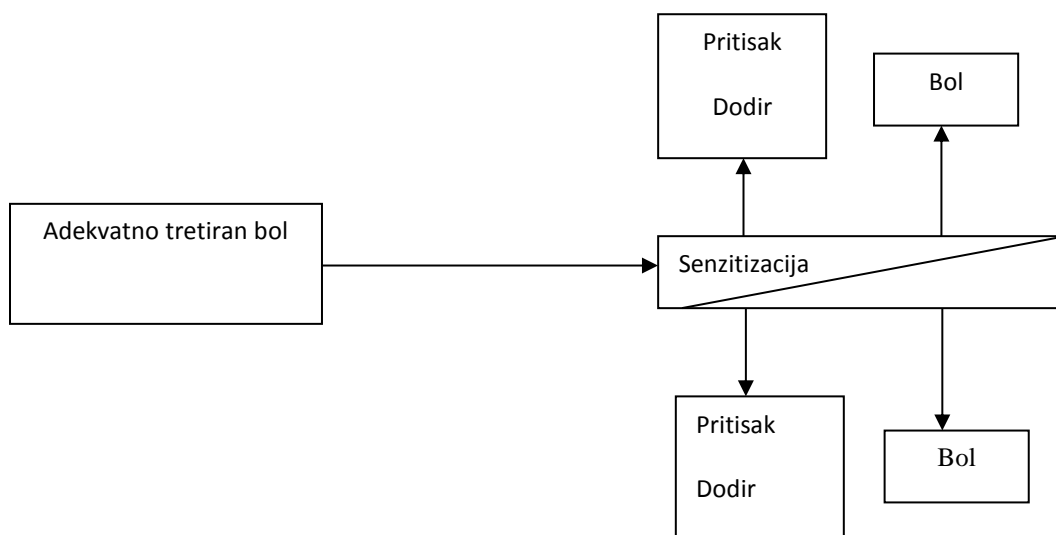 Pritisak
Dodir
Bol
Adekvatno tretiran bol
Senzitizacija
Pritisak
Dodir
Bol